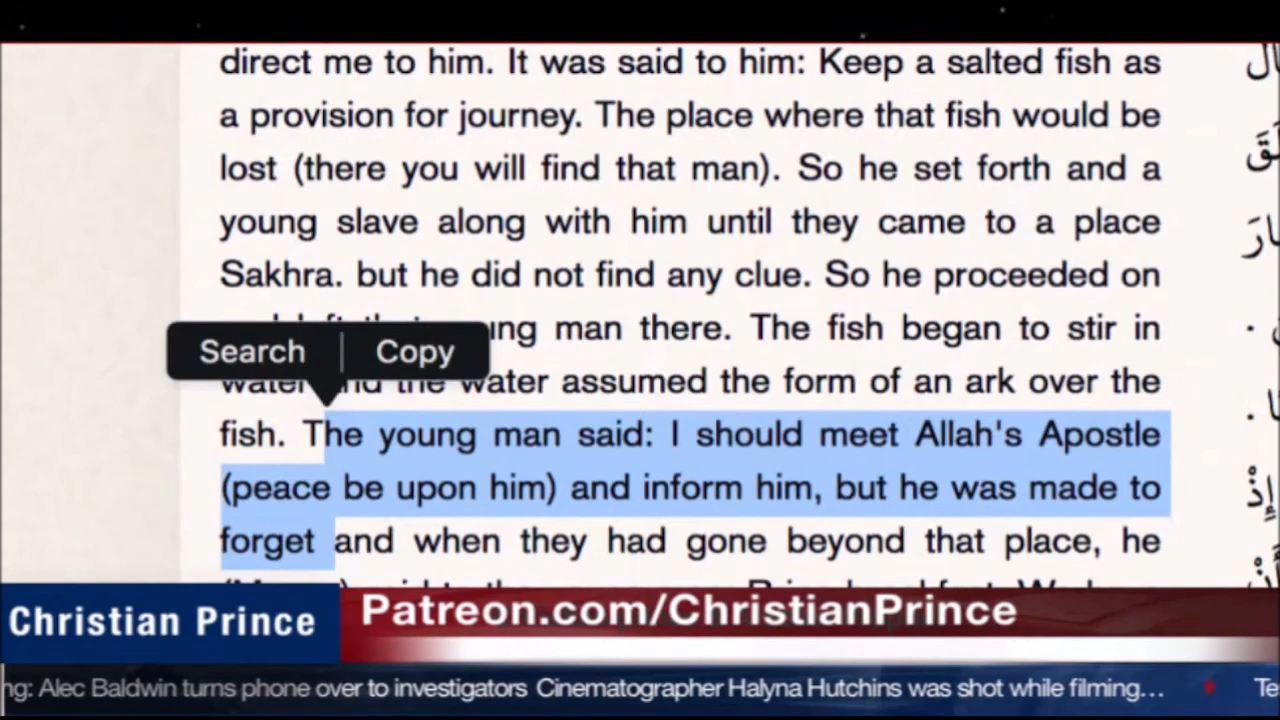 direct me to him. It was said to him: Keep a salted fish as
a provision for journey. The place where that fish would be
lost (there you will find that man). So he set forth and a
young slave along with him until they came to a place
Sakhra. but he did not find any clue. So he proceeded on
young man there. The fish began to stir in
Search Copy
water and the water assumed the form of an ark over the
fish. The young man said: I should meet Allah's Apostle
(peace be upon him) and inform him, but he was made to
forget and when they had gone beyond that place, he
Christian Prince
Patreon.com/ChristianPrince
ng: Alec Baldwin turns phone over to investigators Cinematographer Halyna Hutchins was shot while filming... Te